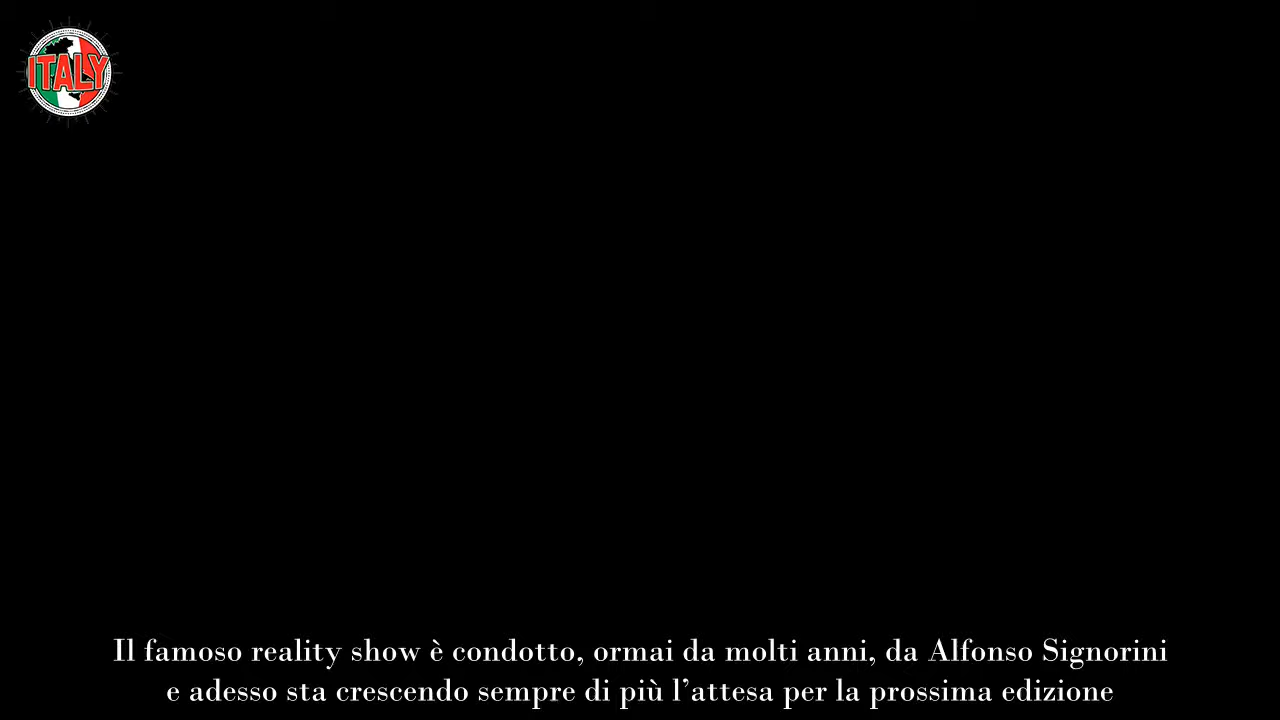 ITALY
Il famoso reality show è condotto, ormai da molti anni, da Alfonso Signorini
e adesso sta crescendo sempre di più l’attesa per la prossima edizione